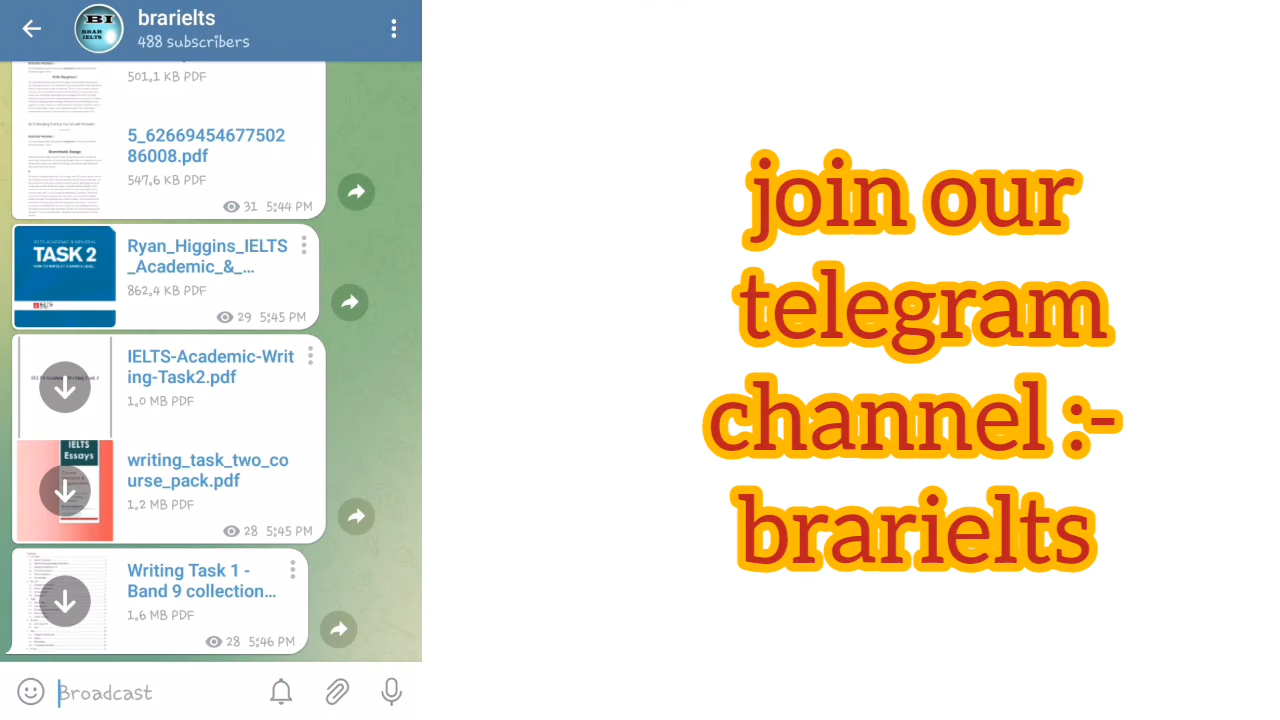 BI
BRAR
IELTS
brarielts
488 subscribers
501,1 KB PDF
5_62669454677502
86008.pdf
547,6 KB PDF
31 5:44 PM
TASK 2
Ryan_Higgins_IELTS
_Academic_&_...
862,4 KB PDF
29 5:45 PM
IELTS-Academic-Writ
ing-Task2.pdf
1,0 MB PDF
IELTS
Essays
writing_task_two_co
urse_pack.pdf
1,2 MB PDF
28 5:45 PM
Writing Task 1 -
Band 9 collection...
1,6 MB PDF
28 5:46 PM
Broadcast
join our
telegram
channel :-
brarielts